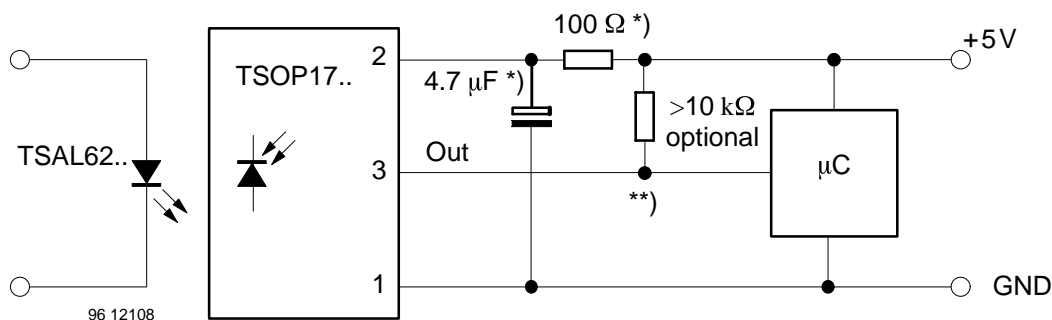 100 Ω *)
+5V
2
TSOP17..
4.7 µF *)
>10 kΩ
optional
TSAL62..
Out
3
µC
**)
1
GND
96 12108